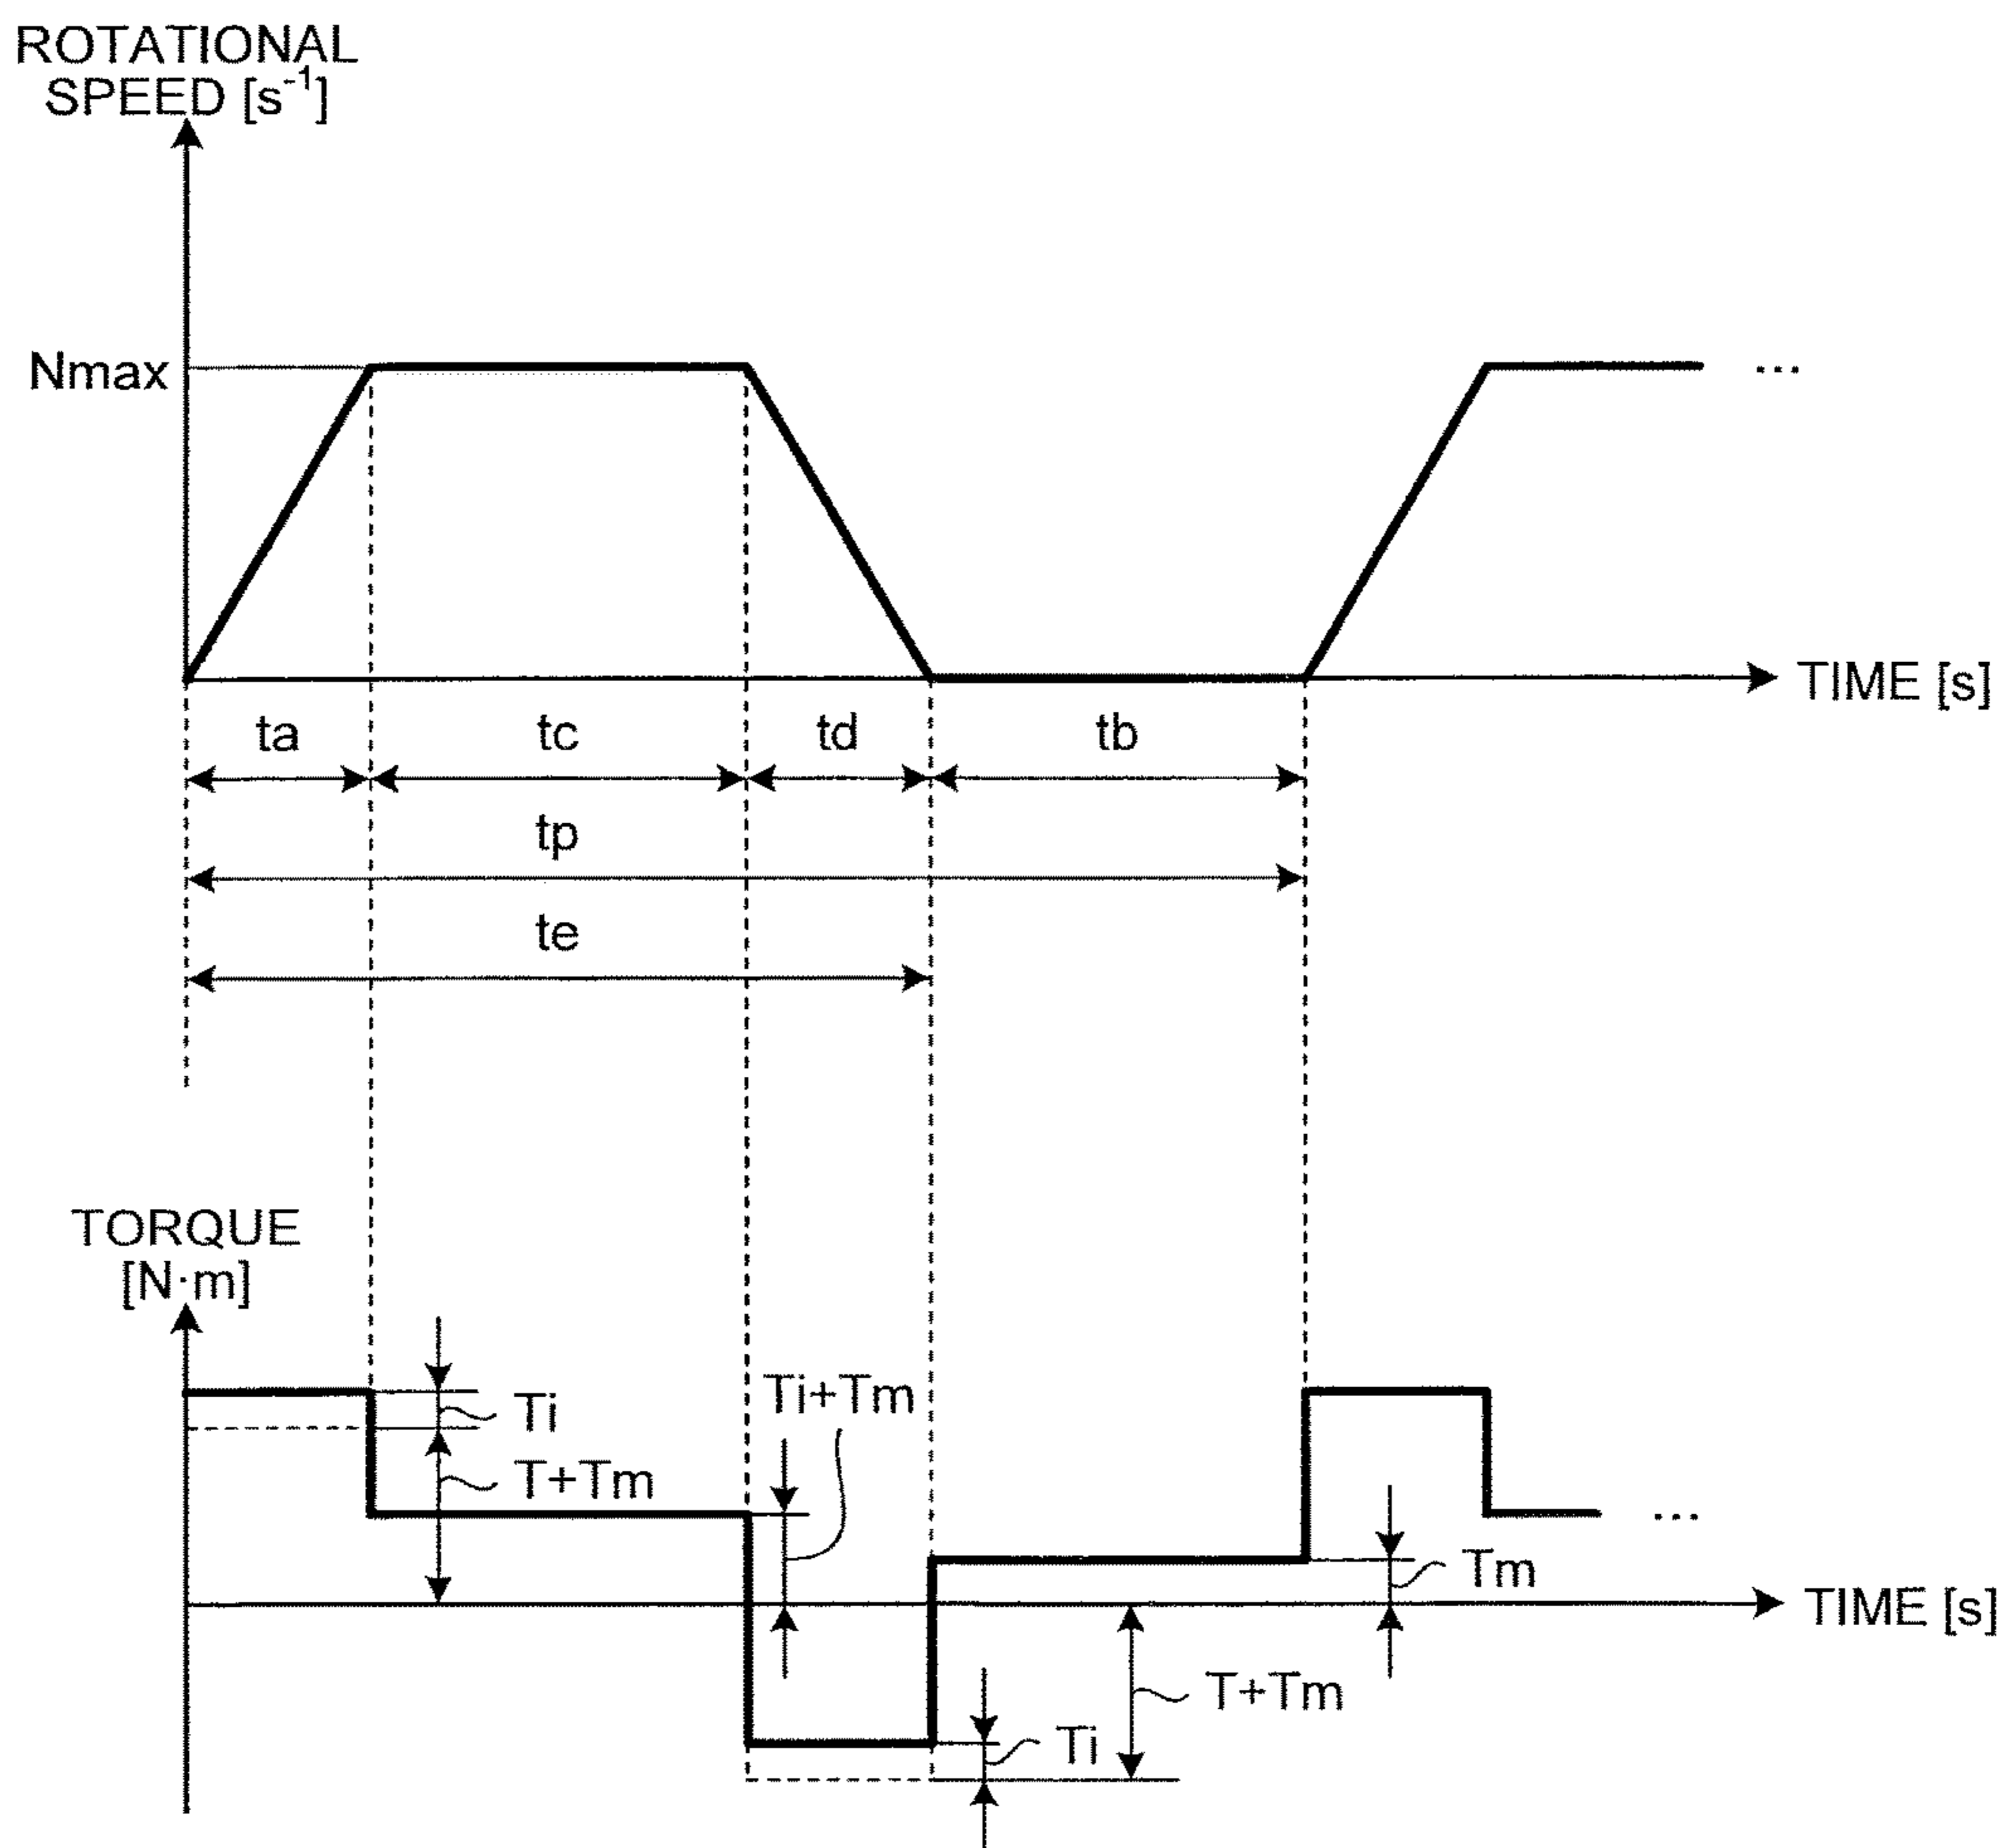 ROTATIONAL
SPEED [s⁻¹]
Nmax
...
TIME [s]
ta
tc
td
tb
tp
te
TORQUE
[N·m]
Ti
T+Tm
Ti+Tm
Tm
...
TIME [s]
T+Tm
Ti